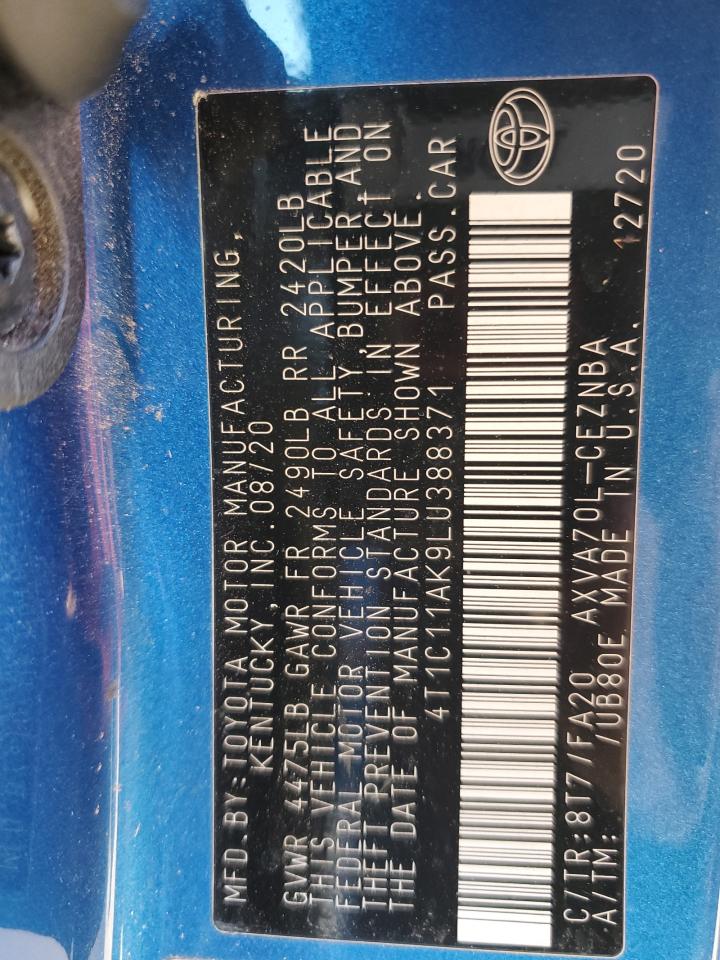 MFD.BY:TOYOTA MOTOR MANUFACTURING,
KENTUCKY, INC.08/20
GVWR 4475LB GAWR FR 2490LB RR 2420LB
THIS VEHICLE CONFORMS TO ALL APPLICABLE
FEDERAL MOTOR VEHICLE SAFETY, BUMPER, AND
THEFT PREVENTION STANDARDS IN EFFECT ON
THE DATE OF MANUFACTURE SHOWN ABOVE.
4T1C11AK9LU388371 PASS.CAR
C/TR:8T7/FA20 AXVA70L-CEZNBA
A/TM: /UB80E MADE IN U.S.A. 12720